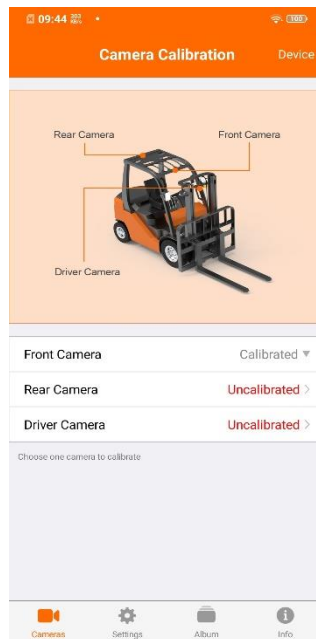 09:44
100
Camera Calibration Device
Rear Camera Front Camera
Driver Camera
Front Camera Calibrated
Rear Camera Uncalibrated
Driver Camera Uncalibrated
Choose one camera to calibrate
Cameras Settings Album Info